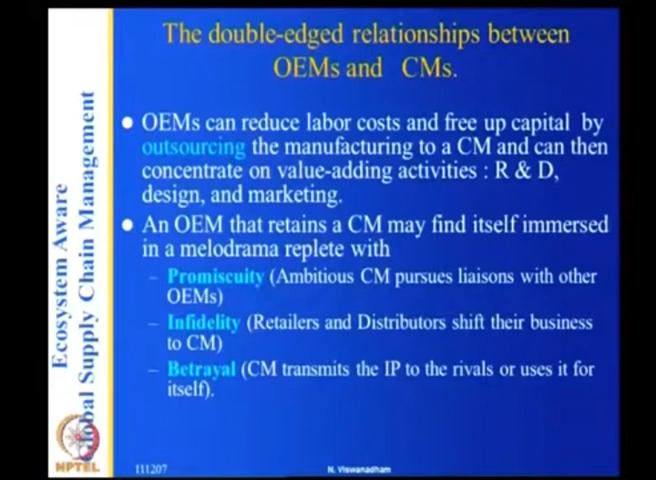 The double-edged relationships between
OEMs and CMs.
● OEMs can reduce labor costs and free up capital by
outsourcing the manufacturing to a CM and can then
concentrate on value-adding activities : R & D,
design, and marketing.
● An OEM that retains a CM may find itself immersed
in a melodrama replete with
– Promiscuity (Ambitious CM pursues liaisons with other
OEMs)
– Infidelity (Retailers and Distributors shift their business
to CM)
– Betrayal (CM transmits the IP to the rivals or uses it for
itself).
Ecosystem Aware
Global Supply Chain Management
NPTEL
111207
N. Viswanadham